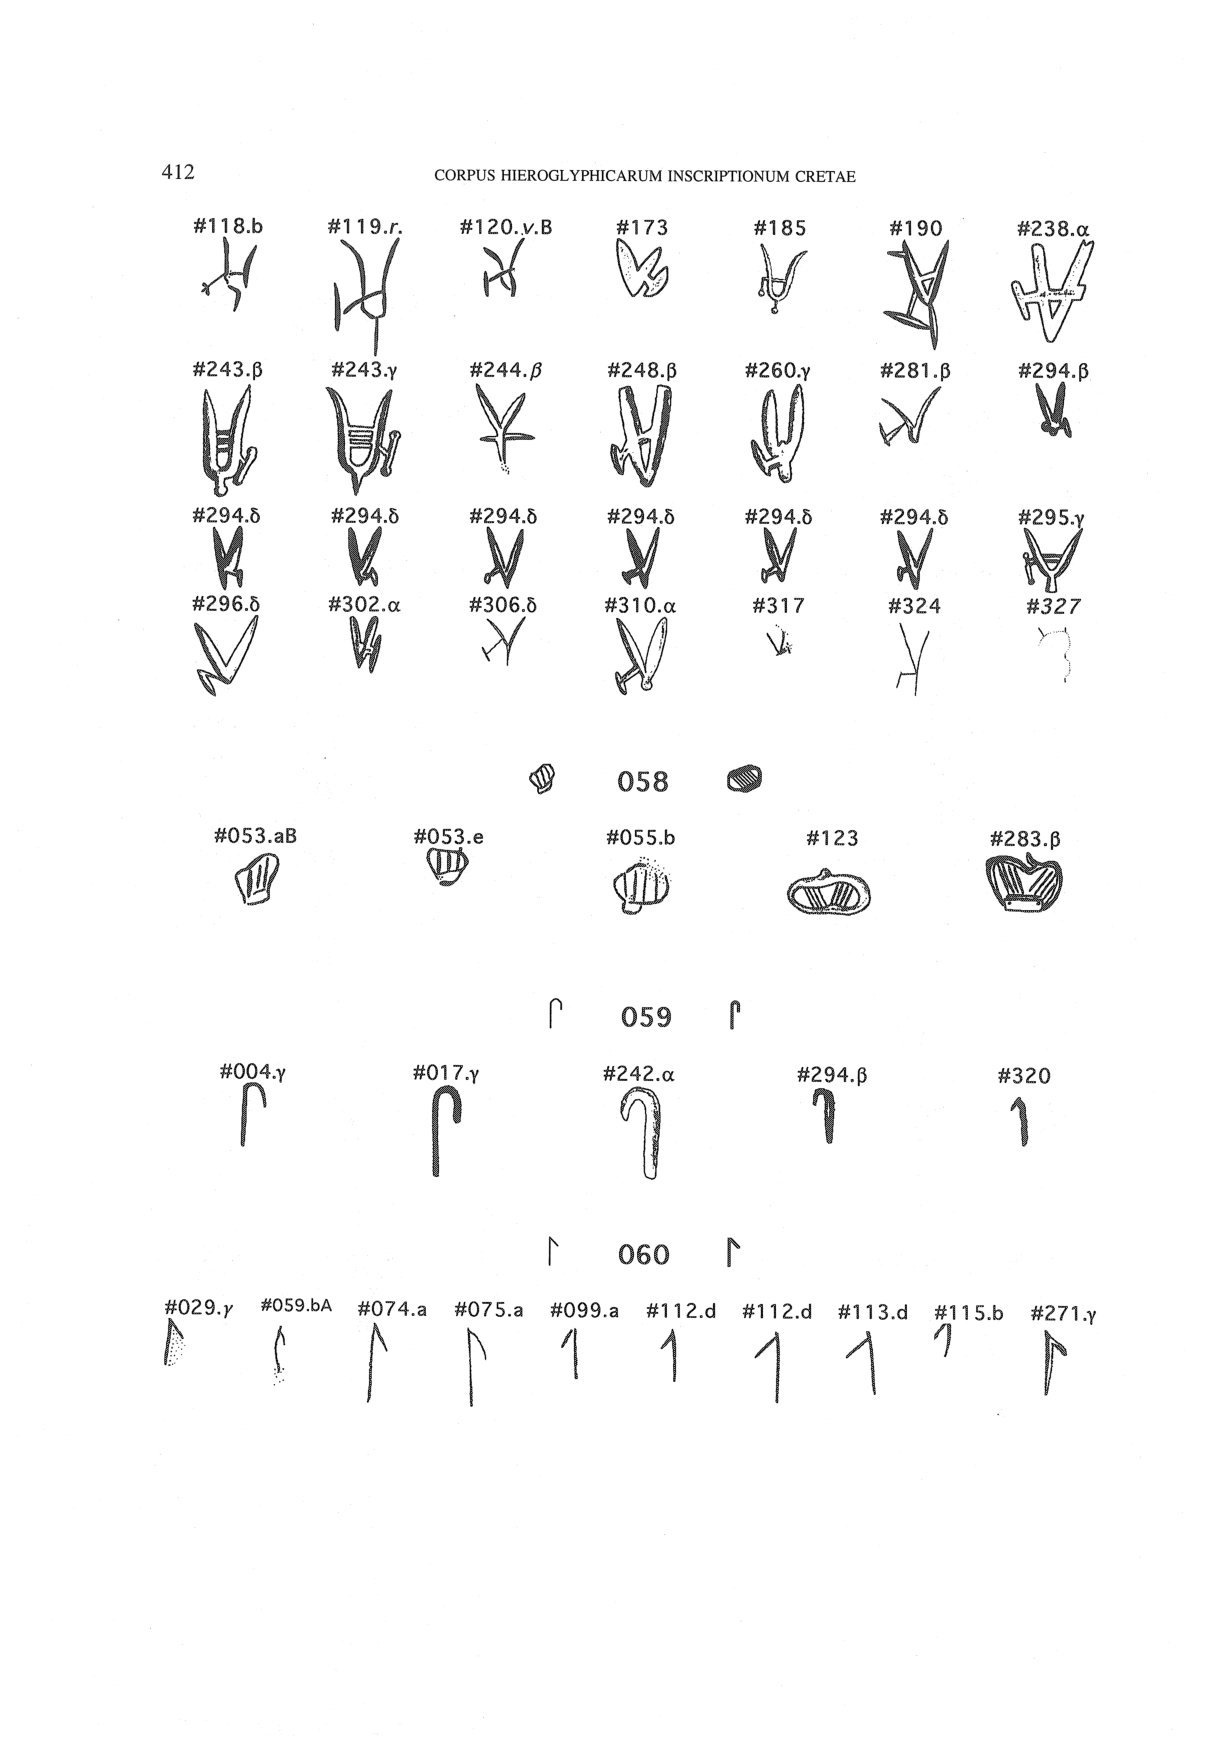 412 CORPUS HIEROGLYPHICARUM INSCRIPTIONUM CRETAE
#118.b #119.r. #120.v.B #173 #185 #190 #238.α
#243.β #243.γ #244.β #248.β #260.γ #281.β #294.β
#294.δ #294.δ #294.δ #294.δ #294.δ #294.δ #295.γ
#296.δ #302.α #306.δ #310.α #317 #324 #327
058
#053.aB #053.e #055.b #123 #283.β
059
#004.γ #017.γ #242.α #294.β #320
060
#029.γ #059.bA #074.a #075.a #099.a #112.d #112.d #113.d #115.b #271.γ